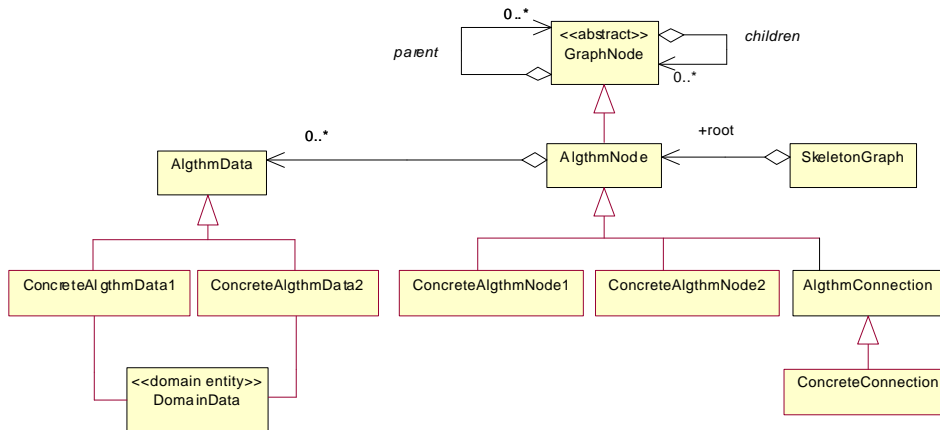 0..*
<<abstract>>
GraphNode
parent
children
0..*
+root
0..*
AlgthmData
AlgthmNode
SkeletonGraph
ConcreteAlgthmData1
ConcreteAlgthmData2
ConcreteAlgthmNode1
ConcreteAlgthmNode2
AlgthmConnection
<<domain entity>>
DomainData
ConcreteConnection